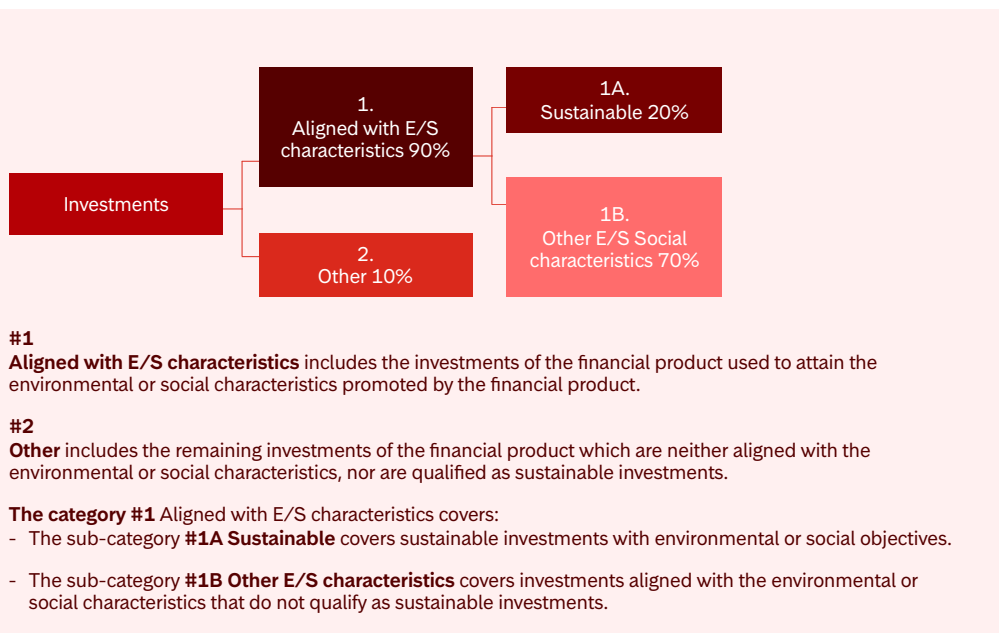 Investments
1.
Aligned with E/S
characteristics 90%
2.
Other 10%
1A.
Sustainable 20%
1B.
Other E/S Social
characteristics 70%
#1
Aligned with E/S characteristics includes the investments of the financial product used to attain the
environmental or social characteristics promoted by the financial product.
#2
Other includes the remaining investments of the financial product which are neither aligned with the
environmental or social characteristics, nor are qualified as sustainable investments.
The category #1 Aligned with E/S characteristics covers:
- The sub-category #1A Sustainable covers sustainable investments with environmental or social objectives.
- The sub-category #1B Other E/S characteristics covers investments aligned with the environmental or
social characteristics that do not qualify as sustainable investments.